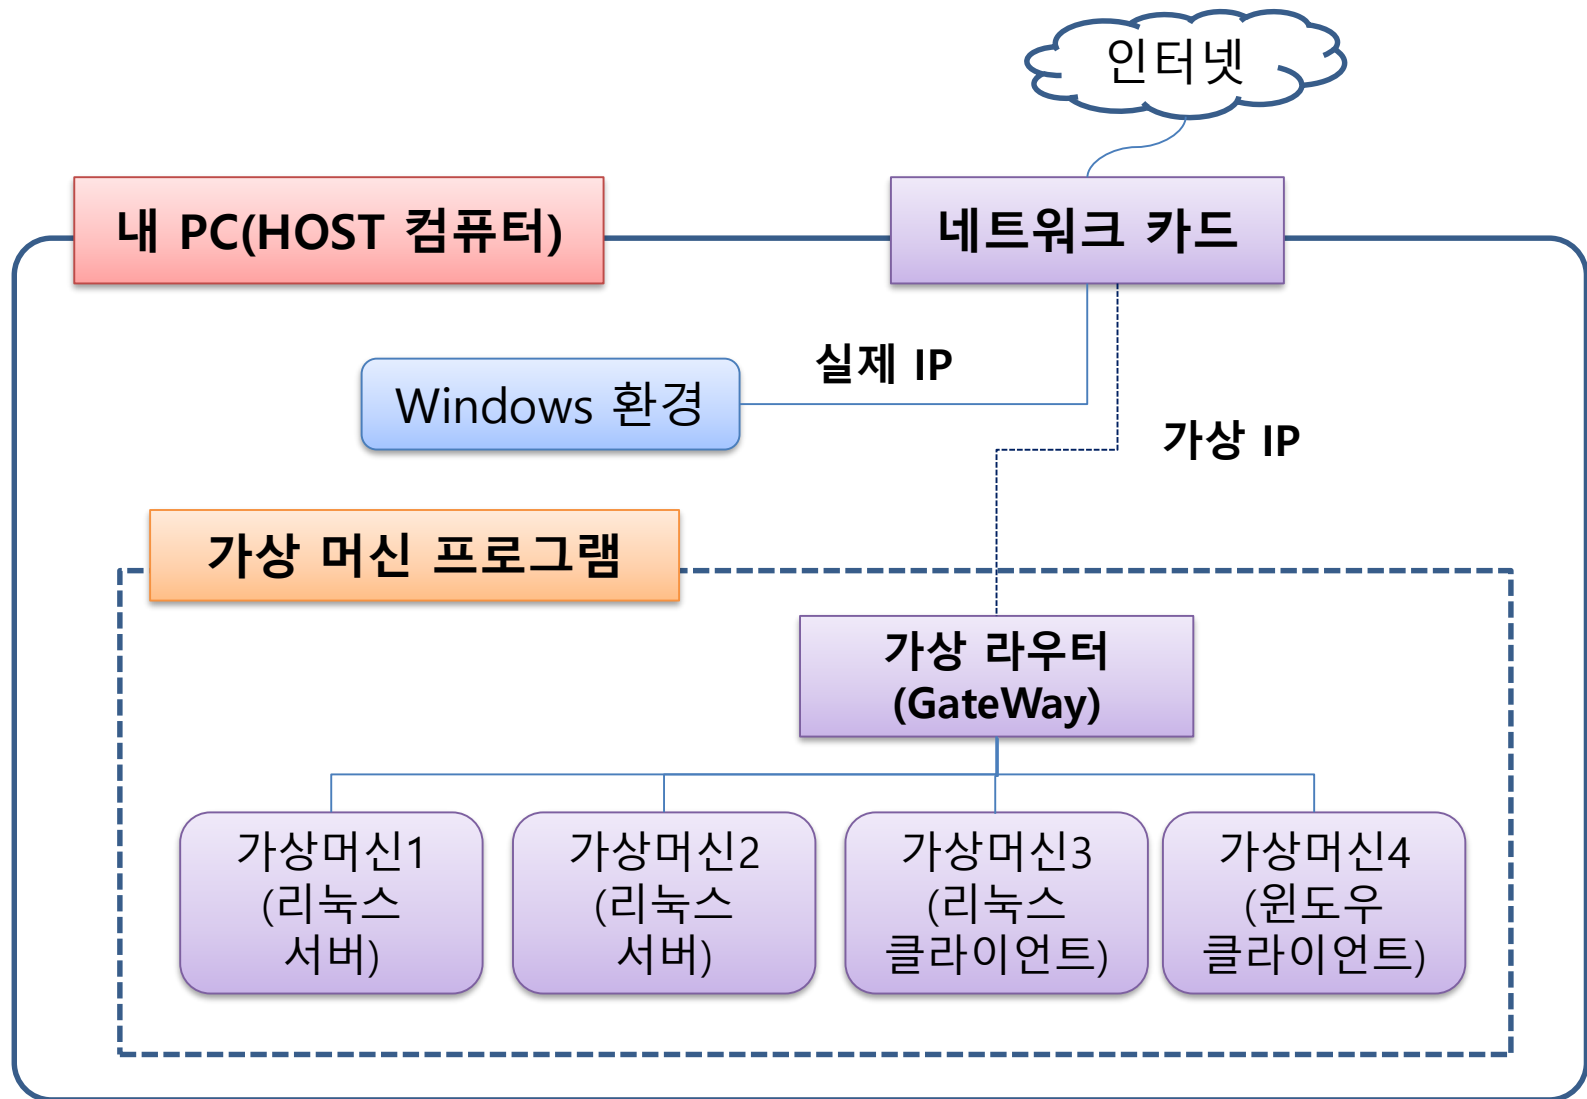 인터넷
내 PC(HOST 컴퓨터)
네트워크 카드
실제 IP
Windows 환경
가상 IP
가상 머신 프로그램
가상 라우터
(GateWay)
가상머신1
(리눅스
서버)
가상머신2
(리눅스
서버)
가상머신3
(리눅스
클라이언트)
가상머신4
(윈도우
클라이언트)